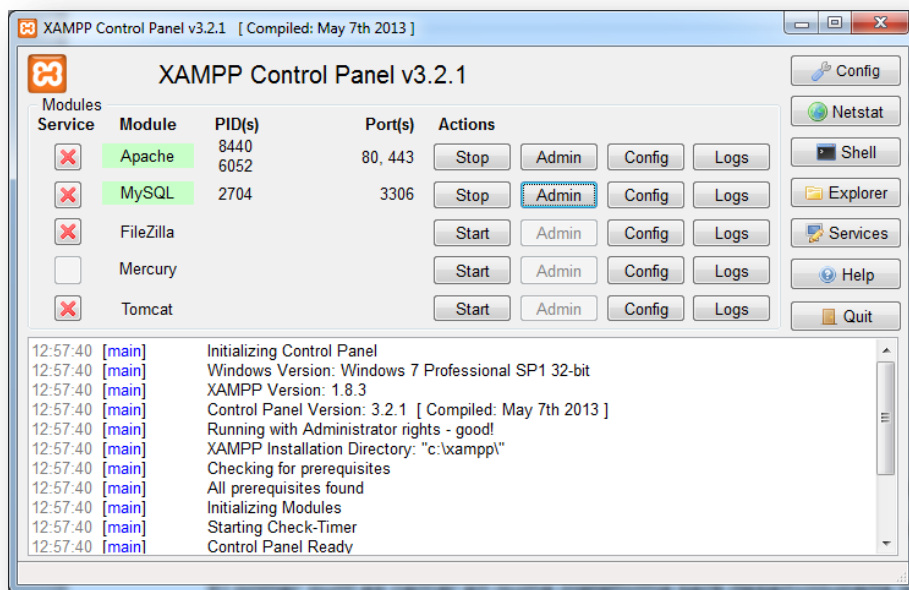 XAMPP Control Panel v3.2.1 [ Compiled: May 7th 2013 ]
XAMPP Control Panel v3.2.1
Modules
Service Module PID(s) Port(s) Actions
Apache 8440 6052 80, 443 Stop Admin Config Logs
MySQL 2704 3306 Stop Admin Config Logs
FileZilla Start Admin Config Logs
Mercury Start Admin Config Logs
Tomcat Start Admin Config Logs
Config
Netstat
Shell
Explorer
Services
Help
Quit
12:57:40 [main] Initializing Control Panel
12:57:40 [main] Windows Version: Windows 7 Professional SP1 32-bit
12:57:40 [main] XAMPP Version: 1.8.3
12:57:40 [main] Control Panel Version: 3.2.1 [ Compiled: May 7th 2013 ]
12:57:40 [main] Running with Administrator rights - good!
12:57:40 [main] XAMPP Installation Directory: "c:\xampp\"
12:57:40 [main] Checking for prerequisites
12:57:40 [main] All prerequisites found
12:57:40 [main] Initializing Modules
12:57:40 [main] Starting Check-Timer
12:57:40 [main] Control Panel Ready